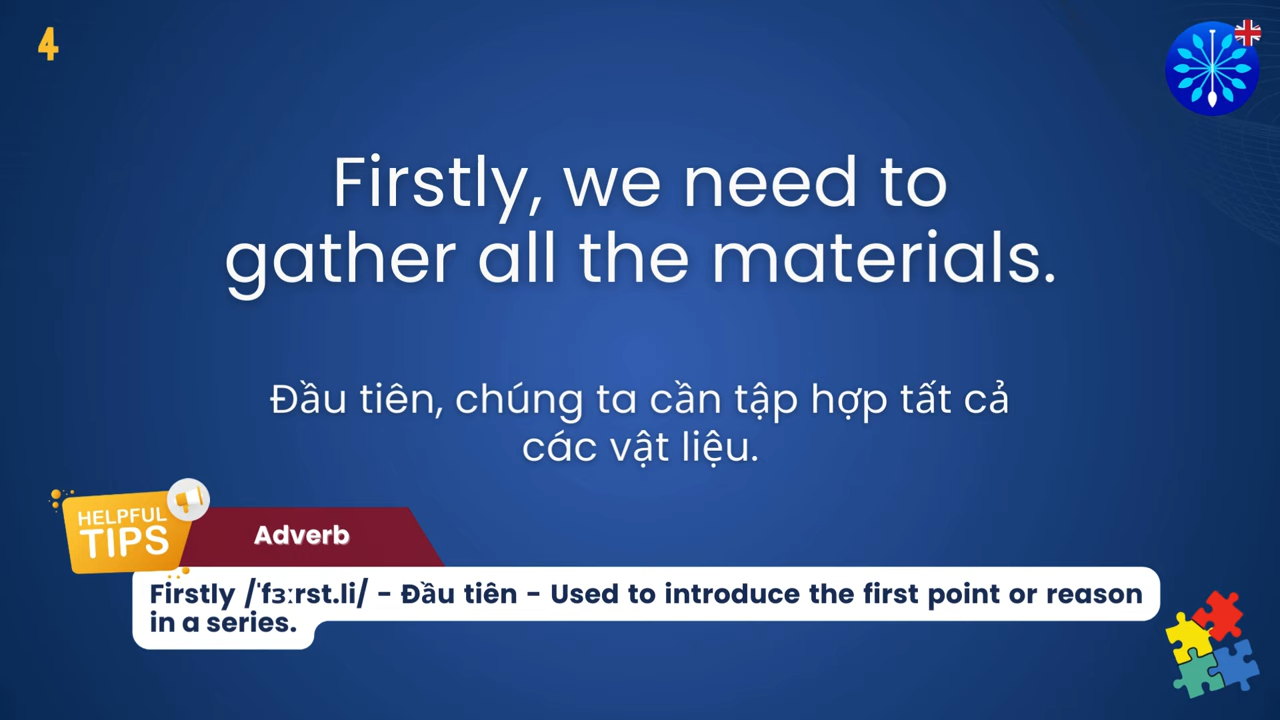 4
Firstly, we need to
gather all the materials.
Đầu tiên, chúng ta cần tập hợp tất cả
các vật liệu.
HELPFUL
TIPS
Adverb
Firstly /ˈfɜːrst.li/ - Đầu tiên - Used to introduce the first point or reason
in a series.